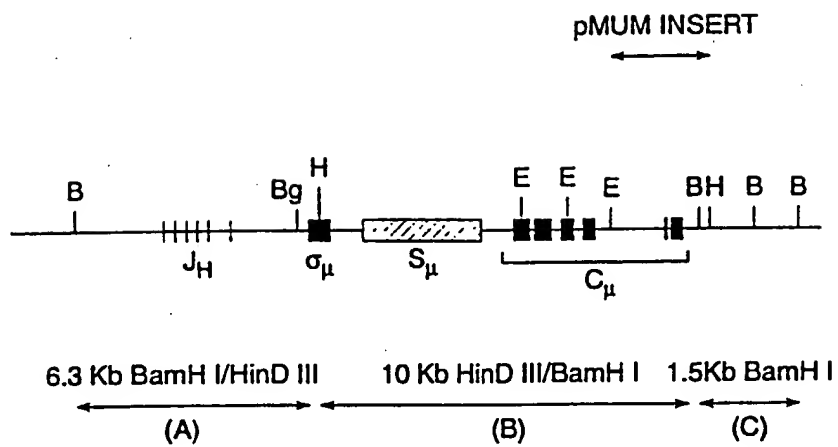 pMUM INSERT
B Bg H E E E B H B B
J_H σ_μ S_μ C_μ
6.3 Kb BamH I/HinD III 10 Kb HinD III/BamH I 1.5Kb BamH I
(A) (B) (C)